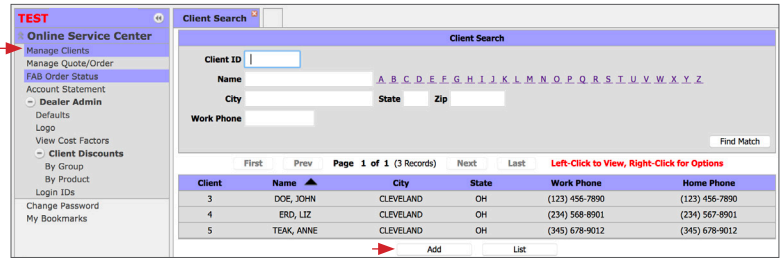 TEST
Online Service Center
Manage Clients
Manage Quote/Order
FAB Order Status
Account Statement
Dealer Admin
Defaults
Logo
View Cost Factors
Client Discounts
By Group
By Product
Login IDs
Change Password
My Bookmarks
Client Search
Client Search
Client ID
Name A B C D E F G H I J K L M N O P Q R S T U V W X Y Z
City State Zip
Work Phone
Find Match
First Prev Page 1 of 1 (3 Records) Next Last Left-Click to View, Right-Click for Options
Client Name City State Work Phone Home Phone
3 DOE, JOHN CLEVELAND OH (123) 456-7890 (123) 456-7890
4 ERD, LIZ CLEVELAND OH (234) 568-8901 (234) 567-8901
5 TEAK, ANNE CLEVELAND OH (345) 678-9012 (345) 678-9012
Add List